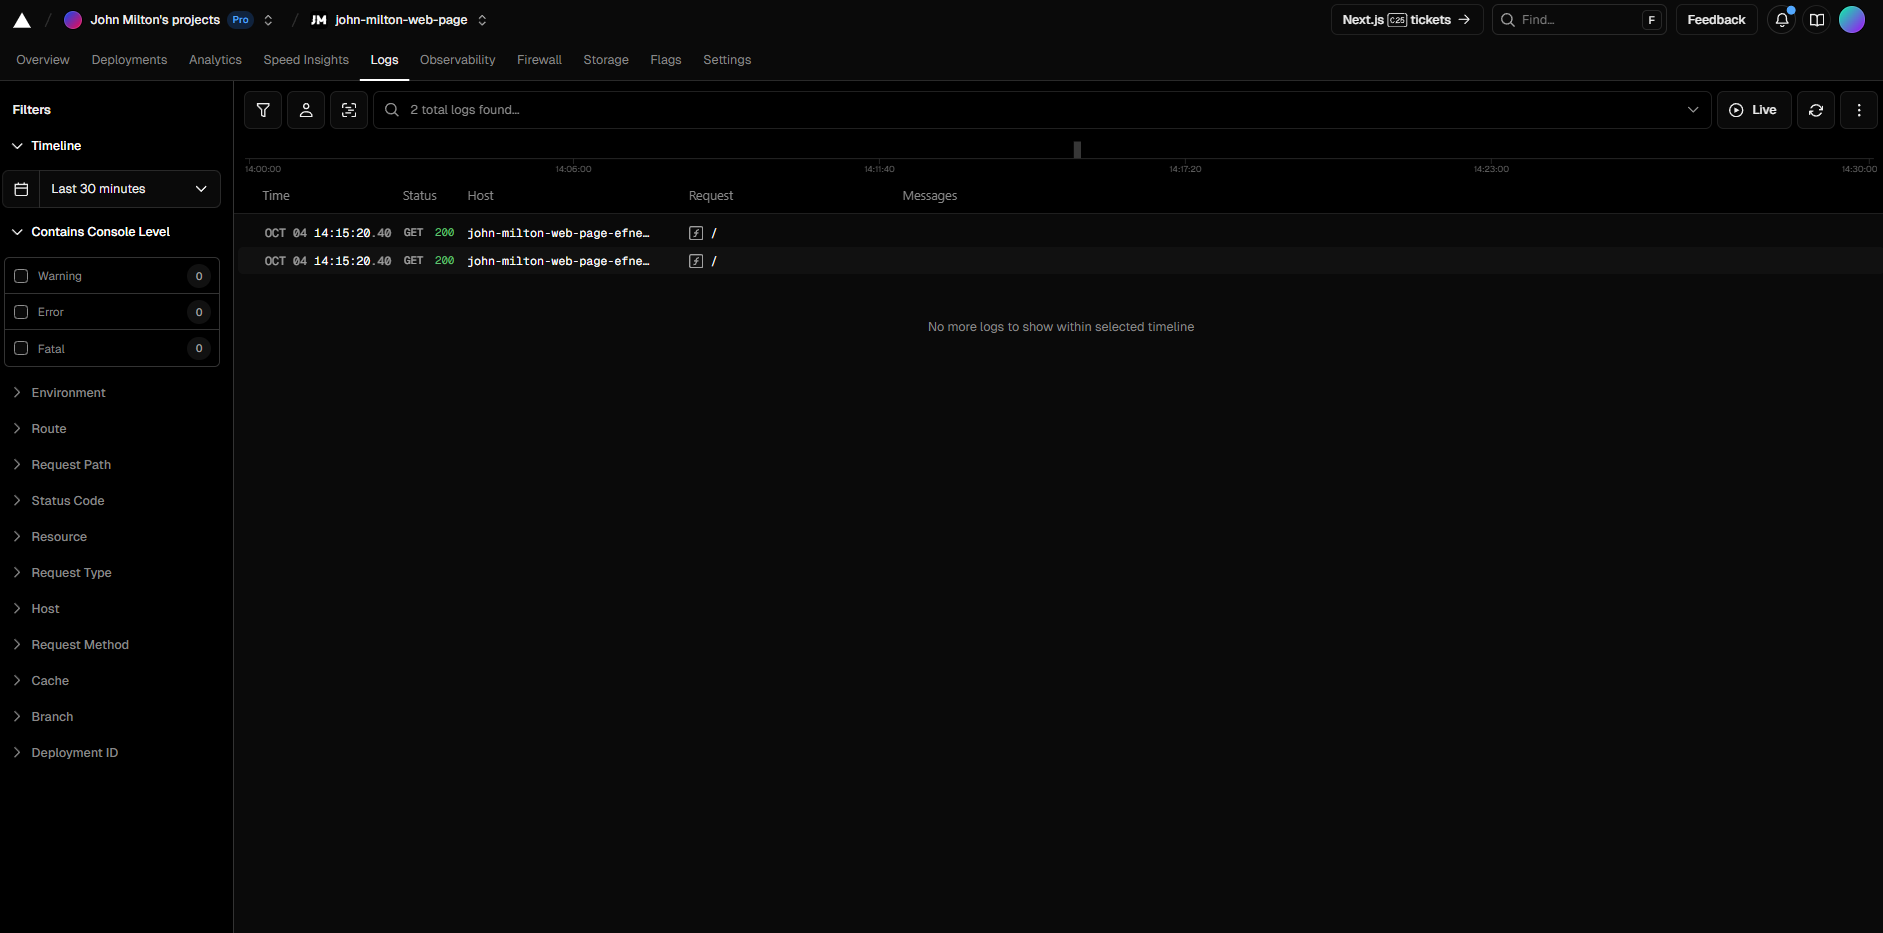 John Milton's projects Pro JM john-milton-web-page Next.js C25 tickets → Find... F Feedback
Overview Deployments Analytics Speed Insights Logs Observability Firewall Storage Flags Settings
Filters
2 total logs found... Live
Timeline
14:00:00 14:06:00 14:11:40 14:17:20 14:23:00 14:30:00
Last 30 minutes
Time Status Host Request Messages
Contains Console Level
OCT 04 14:15:20.40 GET 200 john-milton-web-page-efne… /
OCT 04 14:15:20.40 GET 200 john-milton-web-page-efne… /
Warning 0
Error 0
No more logs to show within selected timeline
Fatal 0
Environment
Route
Request Path
Status Code
Resource
Request Type
Host
Request Method
Cache
Branch
Deployment ID